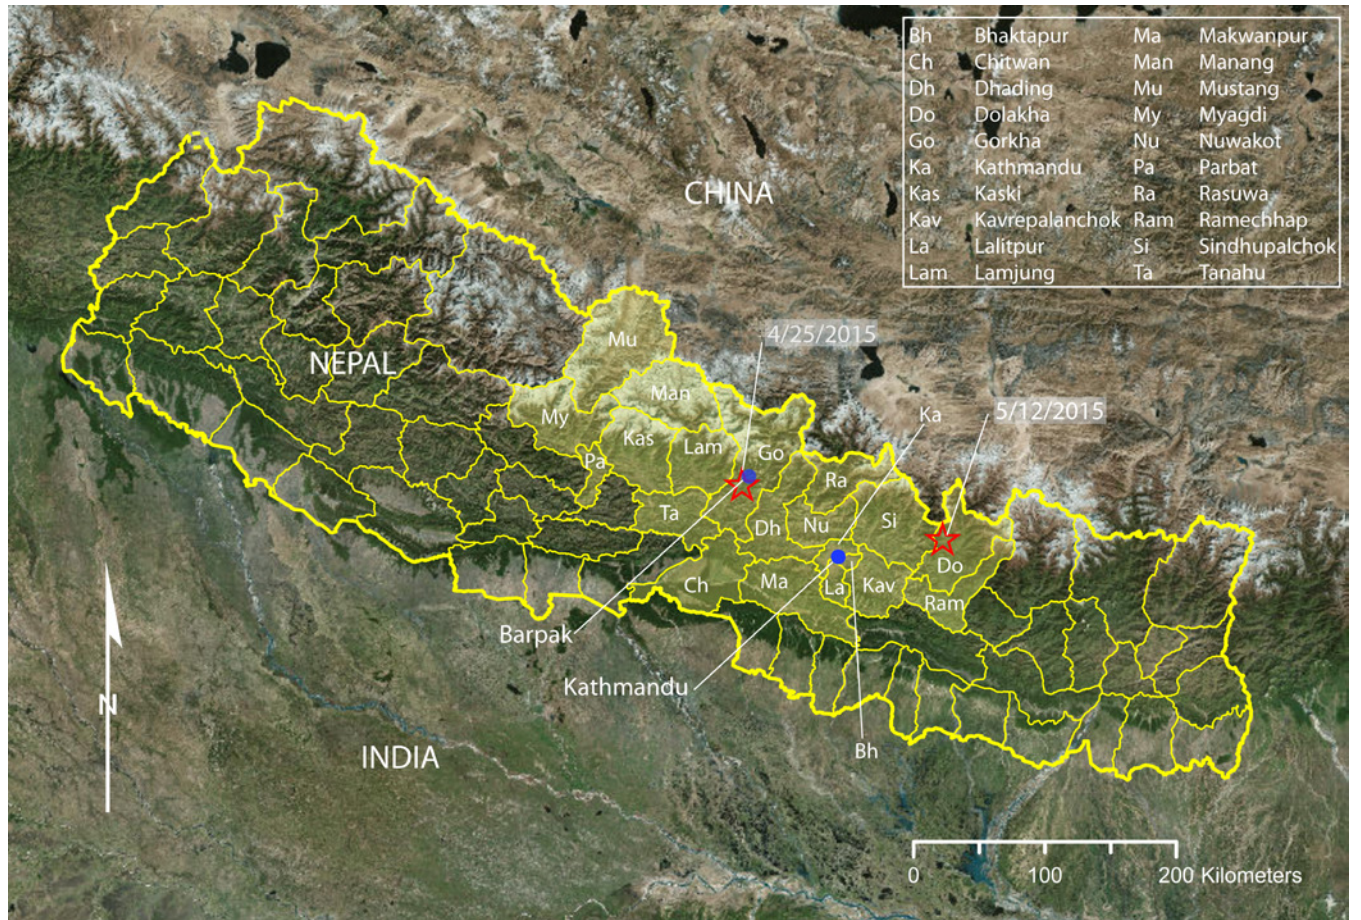 Bh Bhaktapur Ma Makwanpur
Ch Chitwan Man Manang
Dh Dhading Mu Mustang
Do Dolakha My Myagdi
Go Gorkha Nu Nuwakot
Ka Kathmandu Pa Parbat
Kas Kaski Ra Rasuwa
Kav Kavrepalanchok Ram Ramechhap
La Lalitpur Si Sindhupalchok
Lam Lamjung Ta Tanahu
CHINA
4/25/2015
Mu
NEPAL
Man
My
Ka
5/12/2015
Kas
Lam
Go
Pa
Ra
Ta
Dh
Nu
Si
Do
Ch
Ma
La
Kav
Ram
Barpak
Kathmandu
N
Bh
INDIA
0 100 200 Kilometers